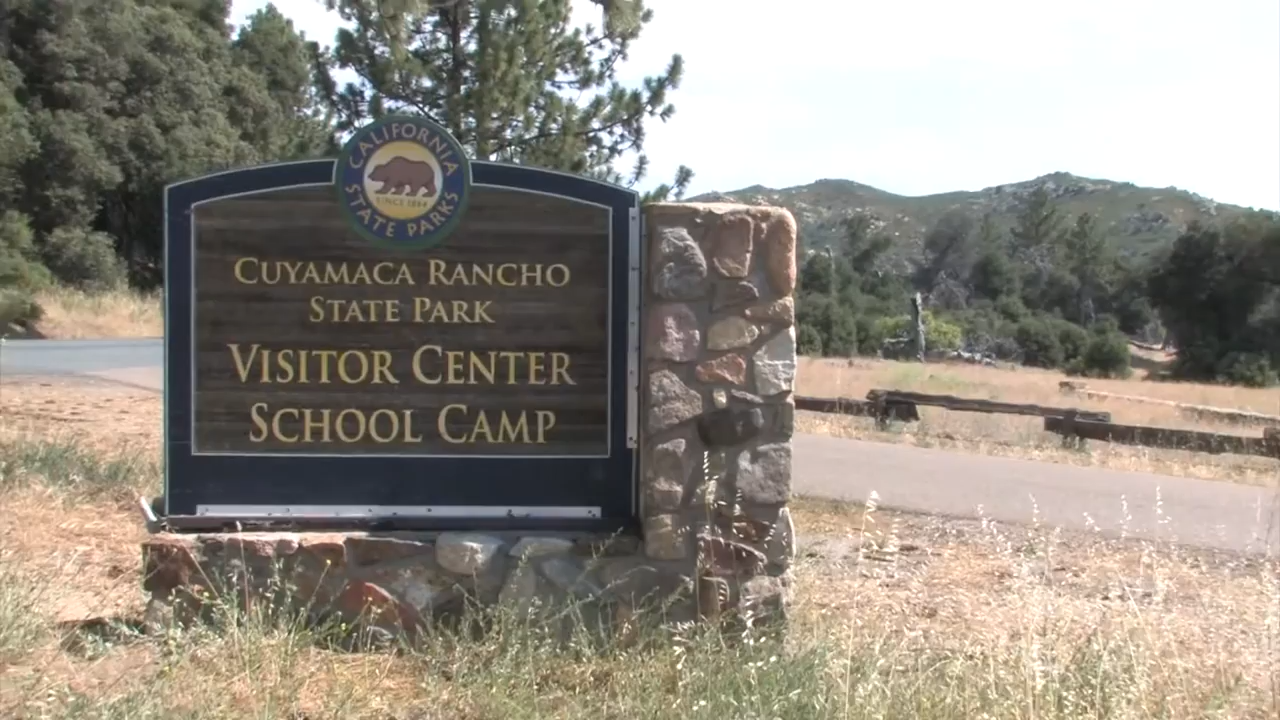 CALIFORNIA
SINCE 1864
STATE PARKS
CUYAMACA RANCHO
STATE PARK
VISITOR CENTER
SCHOOL CAMP